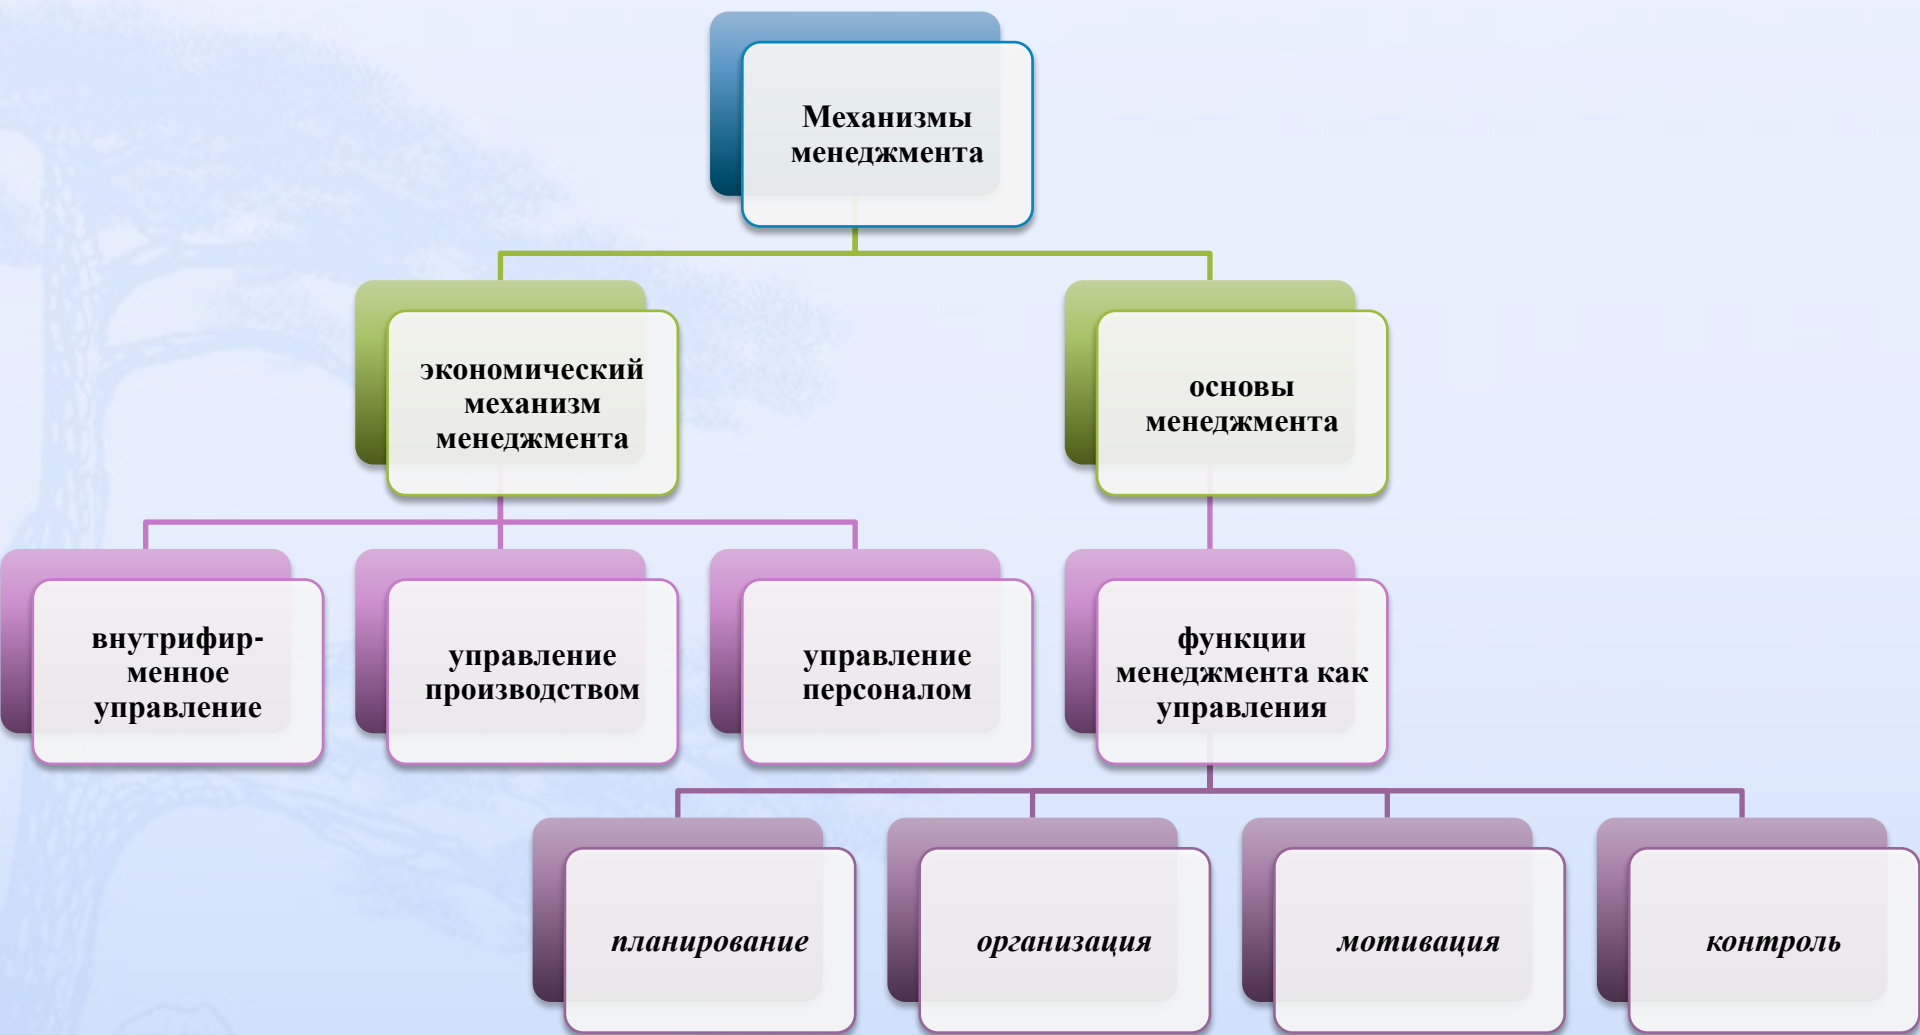 Механизмы
менеджмента
экономический
механизм
менеджмента
основы
менеджмента
внутрифир-
менное
управление
управление
производством
управление
персоналом
функции
менеджмента как
управления
планирование
организация
мотивация
контроль